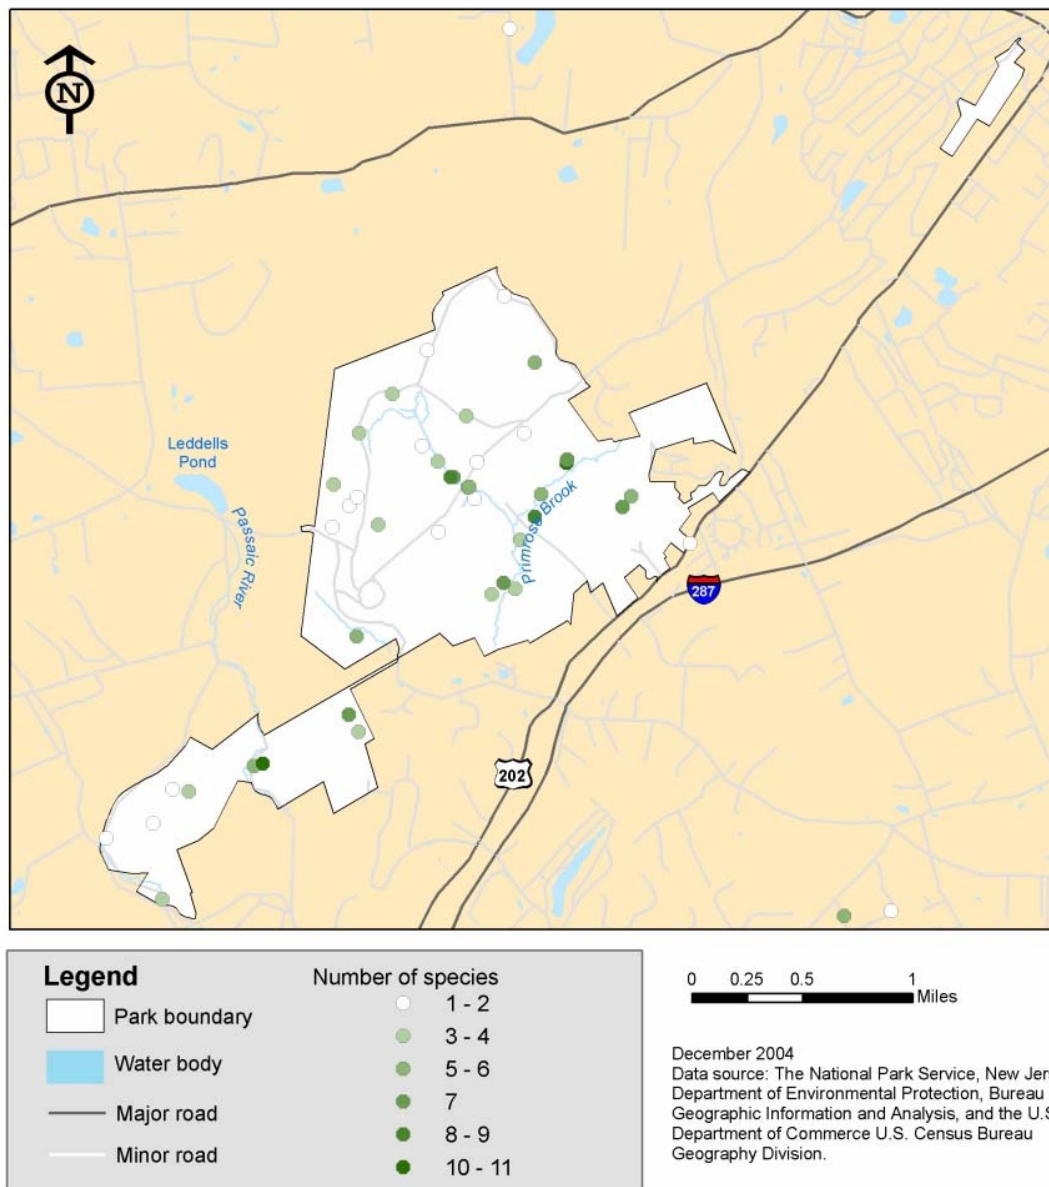 N
Leddells
Pond
Passaic River
Primrose Brook
287
202
Legend
Park boundary
Water body
Major road
Minor road
Number of species
1 - 2
3 - 4
5 - 6
7
8 - 9
10 - 11
0 0.25 0.5 1
Miles
December 2004
Data source: The National Park Service, New Jer
Department of Environmental Protection, Bureau
Geographic Information and Analysis, and the U.S
Department of Commerce U.S. Census Bureau
Geography Division.